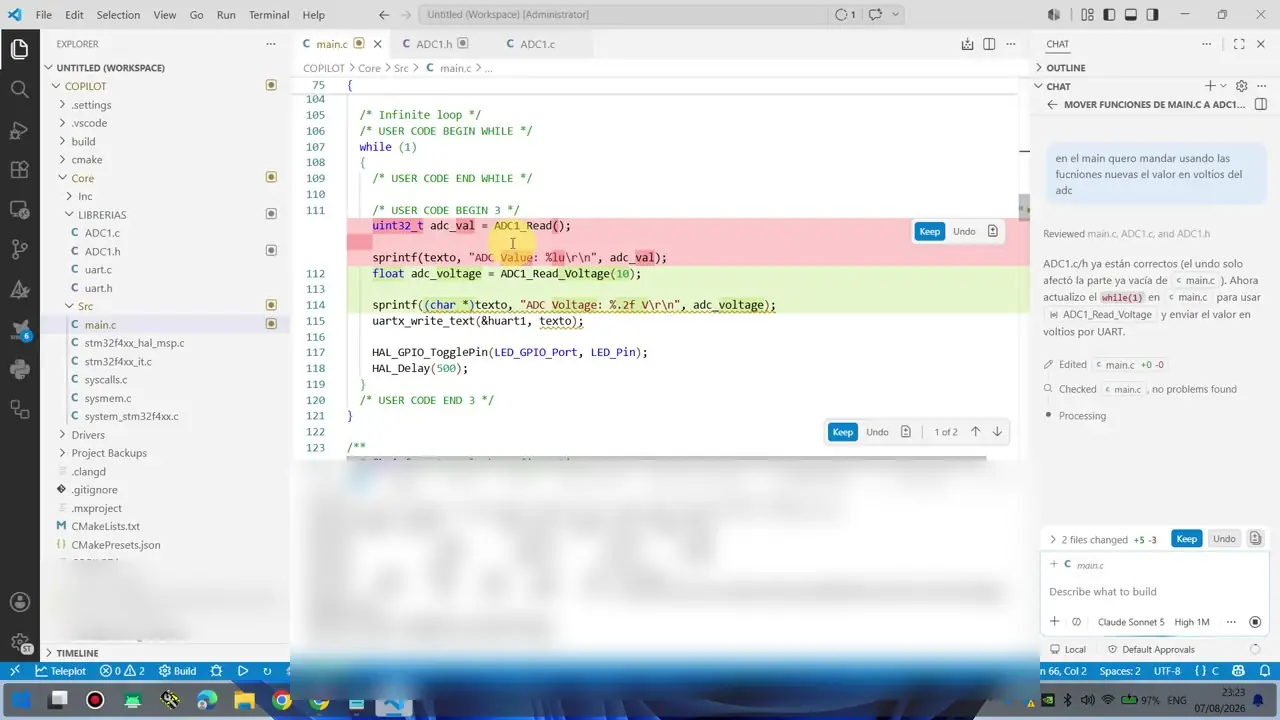 File Edit Selection View Go Run Terminal Help
Untitled (Workspace) [Administrator]
1
EXPLORER
UNTITLED (WORKSPACE)
COPILOT
.settings
.vscode
build
cmake
Core
Inc
LIBRERIAS
C ADC1.c
C ADC1.h
C uart.c
C uart.h
Src
C main.c
C stm32f4xx_hal_msp.c
C stm32f4xx_it.c
C syscalls.c
C sysmem.c
C system_stm32f4xx.c
Drivers
Project Backups
.clangd
.gitignore
.mxproject
M CMakeLists.txt
{} CMakePresets.json
TIMELINE
C main.c C ADC1.h C ADC1.c
COPILOT > Core > Src > C main.c > ...
75 {
104
105 /* Infinite loop */
106 /* USER CODE BEGIN WHILE */
107 while (1)
108 {
109 /* USER CODE END WHILE */
110
111 /* USER CODE BEGIN 3 */
uint32_t adc_val = ADC1_Read();
Keep Undo
sprintf(texto, "ADC Value: %lu\r\n", adc_val);
112 float adc_voltage = ADC1_Read_Voltage(10);
113
114 sprintf((char *)texto, "ADC Voltage: %.2f V\r\n", adc_voltage);
115 uartx_write_text(&huart1, texto);
116
117 HAL_GPIO_TogglePin(LED_GPIO_Port, LED_Pin);
118 HAL_Delay(500);
119 }
120 /* USER CODE END 3 */
121 }
122
123 /**
Keep Undo 1 of 2
CHAT
OUTLINE
CHAT
MOVER FUNCIONES DE MAIN.C A ADC1...
en el main quero mandar usando las
fucniones nuevas el valor en voltios del
adc
Reviewed main.c, ADC1.c, and ADC1.h
ADC1.c/h ya están correctos (el undo solo
afectó la parte ya vacía de C main.c ). Ahora
actualizo el while(1) en C main.c para usar
ADC1_Read_Voltage y enviar el valor en
voltios por UART.
Edited C main.c +0 -0
Checked C main.c , no problems found
Processing
2 files changed +5 -3 Keep Undo
+ C main.c
Describe what to build
Claude Sonnet 5 High 1M
Local Default Approvals
6
ST
Teleplot 0 2 Build
n 66, Col 2 Spaces: 2 UTF-8 {} C
97% ENG
23:23
07/08/2026